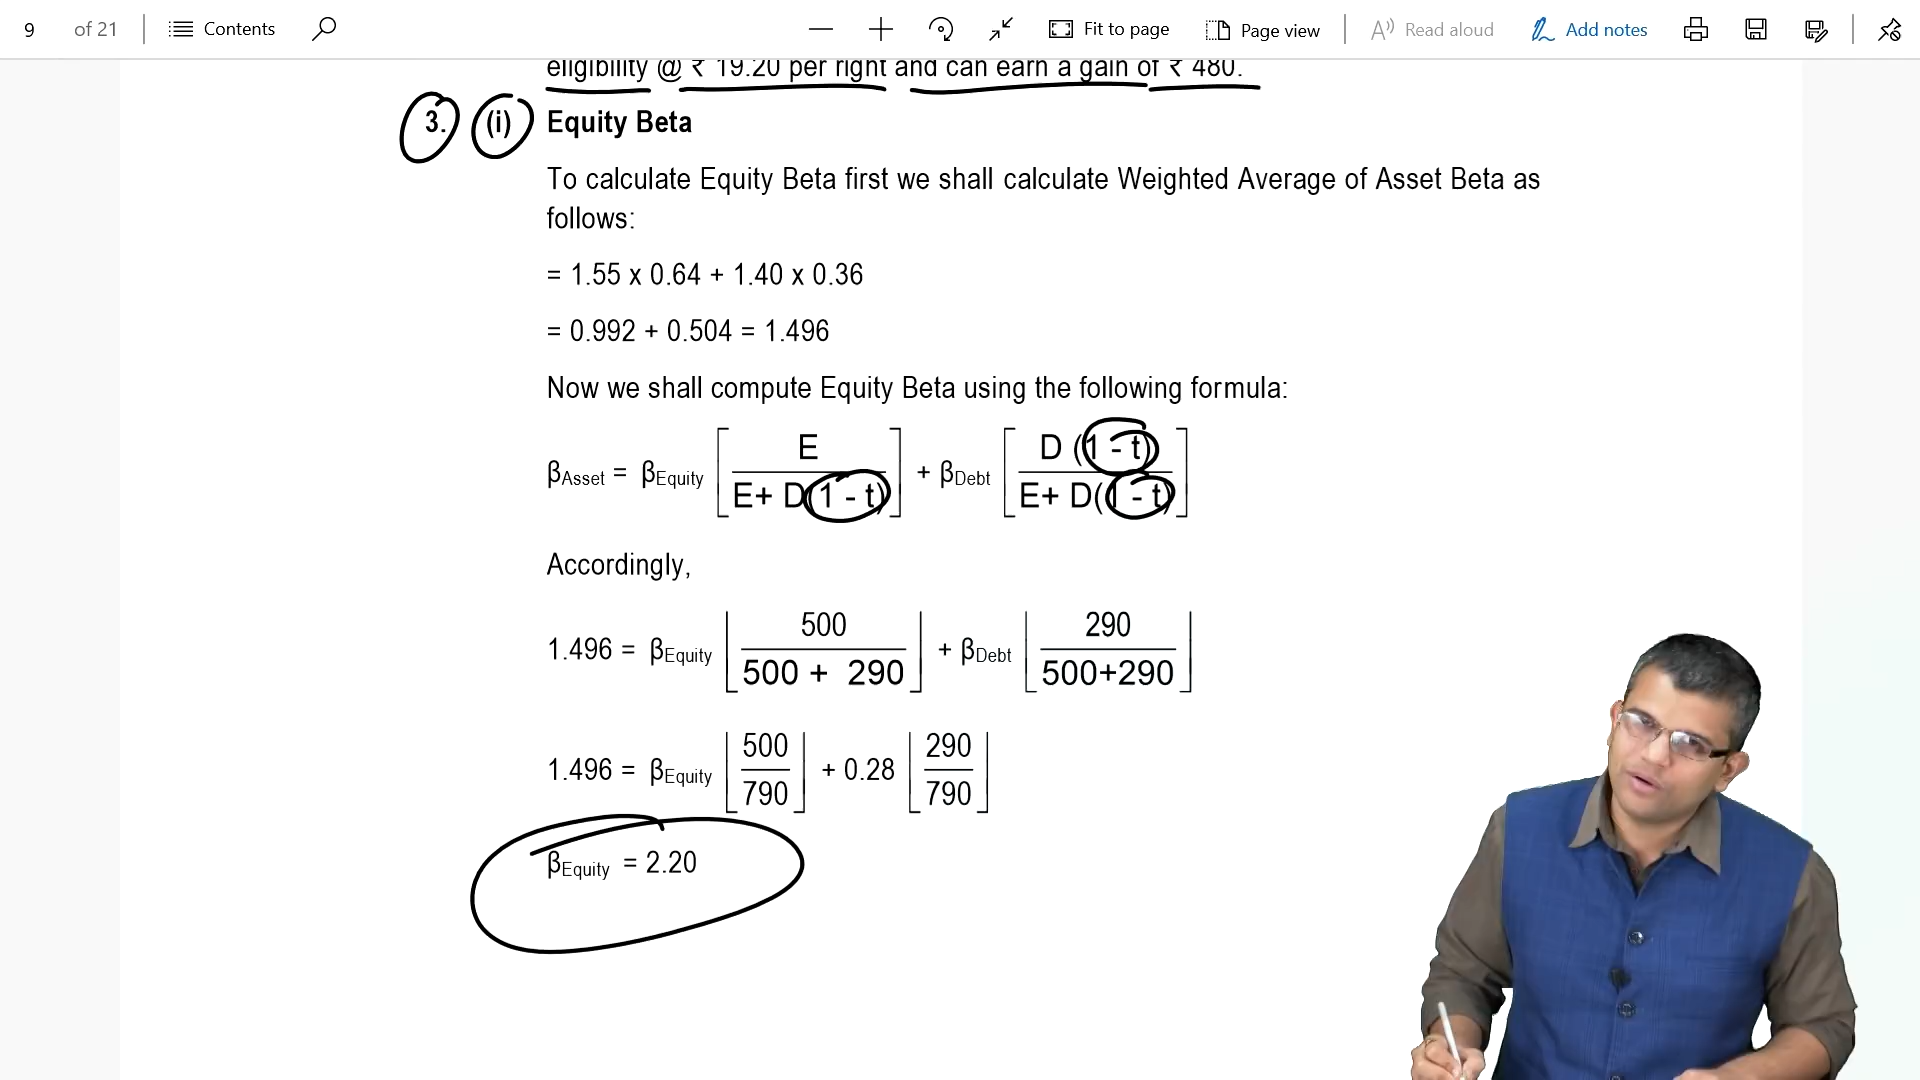 9 of 21 Contents Fit to page Page view Read aloud Add notes
eligibility @ ₹ 19.20 per right and can earn a gain of ₹ 480.
3. (i) Equity Beta
To calculate Equity Beta first we shall calculate Weighted Average of Asset Beta as
follows:
= 1.55 x 0.64 + 1.40 x 0.36
= 0.992 + 0.504 = 1.496
Now we shall compute Equity Beta using the following formula:
βAsset = βEquity [E / E+ D(1 - t)] + βDebt [D (1 - t) / E+ D(1 - t)]
Accordingly,
1.496 = βEquity [500 / 500 + 290] + βDebt [290 / 500+290]
1.496 = βEquity [500 / 790] + 0.28 [290 / 790]
βEquity = 2.20